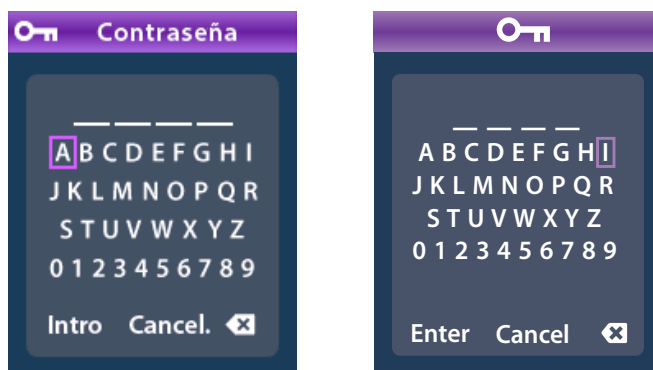 Contraseña
A B C D E F G H I
J K L M N O P Q R
S T U V W X Y Z
0 1 2 3 4 5 6 7 8 9
Intro Cancel.
A B C D E F G H I
J K L M N O P Q R
S T U V W X Y Z
0 1 2 3 4 5 6 7 8 9
Enter Cancel